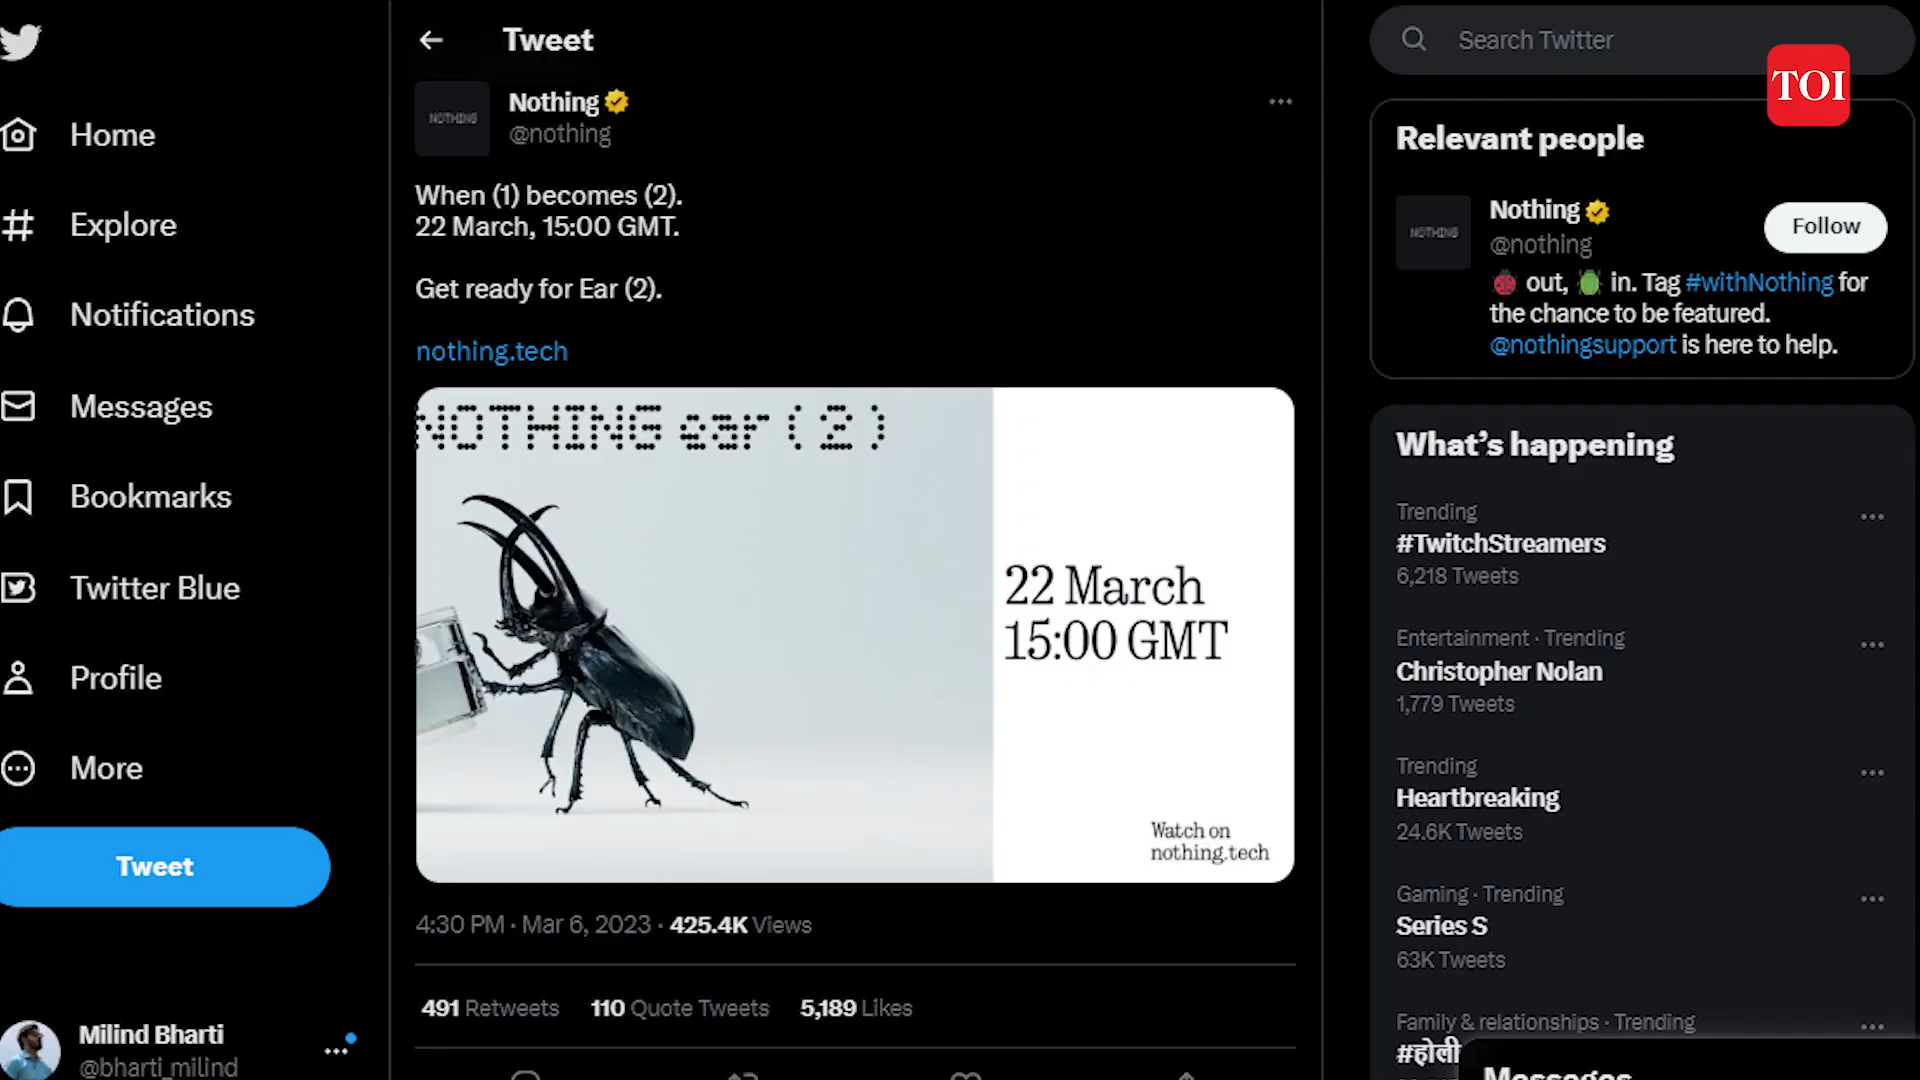 Home
Explore
Notifications
Messages
Bookmarks
Twitter Blue
Profile
More
Tweet
Milind Bharti
@bharti_milind
Tweet
NOTHING
Nothing
@nothing
When (1) becomes (2).
22 March, 15:00 GMT.
Get ready for Ear (2).
nothing.tech
NOTHING ear (2)
22 March
15:00 GMT
Watch on
nothing.tech
4:30 PM · Mar 6, 2023 · 425.4K Views
491 Retweets 110 Quote Tweets 5,189 Likes
Search Twitter
TOI
Relevant people
NOTHING
Nothing
@nothing
Follow
🐞 out, 🪲 in. Tag #withNothing for
the chance to be featured.
@nothingsupport is here to help.
What's happening
Trending
#TwitchStreamers
6,218 Tweets
Entertainment · Trending
Christopher Nolan
1,779 Tweets
Trending
Heartbreaking
24.6K Tweets
Gaming · Trending
Series S
63K Tweets
Family & relationships · Trending
#होली
Messages